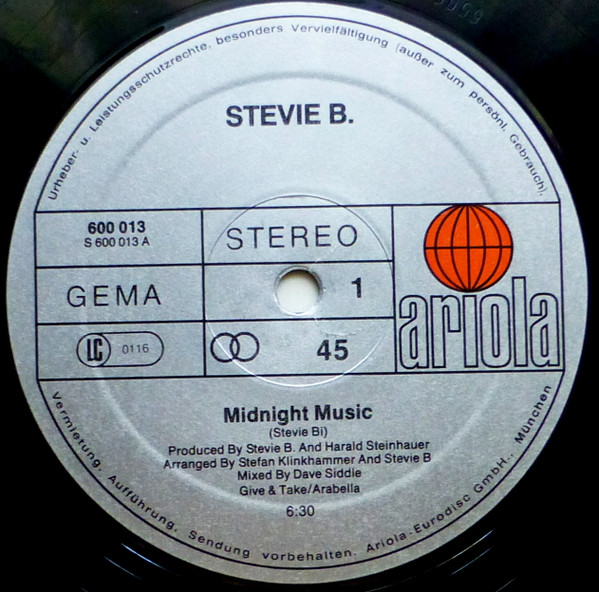 Urheber- u. Leistungsschutzrechte, besonders Vervielfältigung (außer zum persönl. Gebrauch),
STEVIE B.
600 013
S 600 013 A
STEREO
GEMA
1
ariola
LC 0116
45
Midnight Music
(Stevie Bi)
Produced By Stevie B. And Harald Steinhauer
Arranged By Stefan Klinkhammer And Stevie B
Mixed By Dave Siddie
Give & Take/Arabella
6:30
Vermietung, Aufführung, Sendung vorbehalten. Ariola-Eurodisc GmbH., München